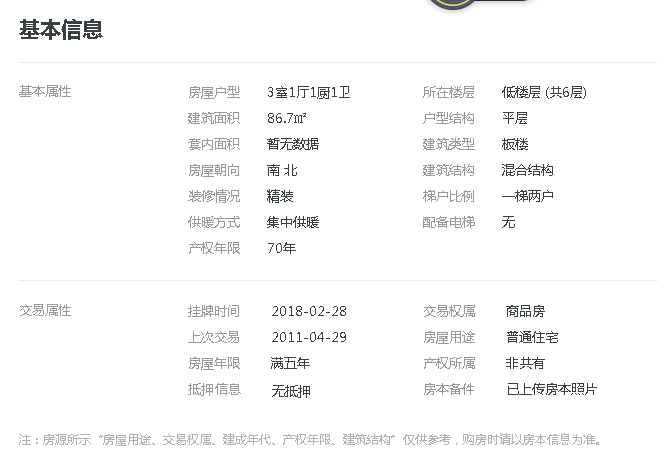 基本信息
基本属性 房屋户型 3室1厅1厨1卫 所在楼层 低楼层 (共6层)
建筑面积 86.7㎡ 户型结构 平层
套内面积 暂无数据 建筑类型 板楼
房屋朝向 南 北 建筑结构 混合结构
装修情况 精装 梯户比例 一梯两户
供暖方式 集中供暖 配备电梯 无
产权年限 70年
交易属性 挂牌时间 2018-02-28 交易权属 商品房
上次交易 2011-04-29 房屋用途 普通住宅
房屋年限 满五年 产权所属 非共有
抵押信息 无抵押 房本备件 已上传房本照片
注：房源所示“房屋用途、交易权属、建成年代、产权年限、建筑结构”仅供参考，购房时请以房本信息为准。